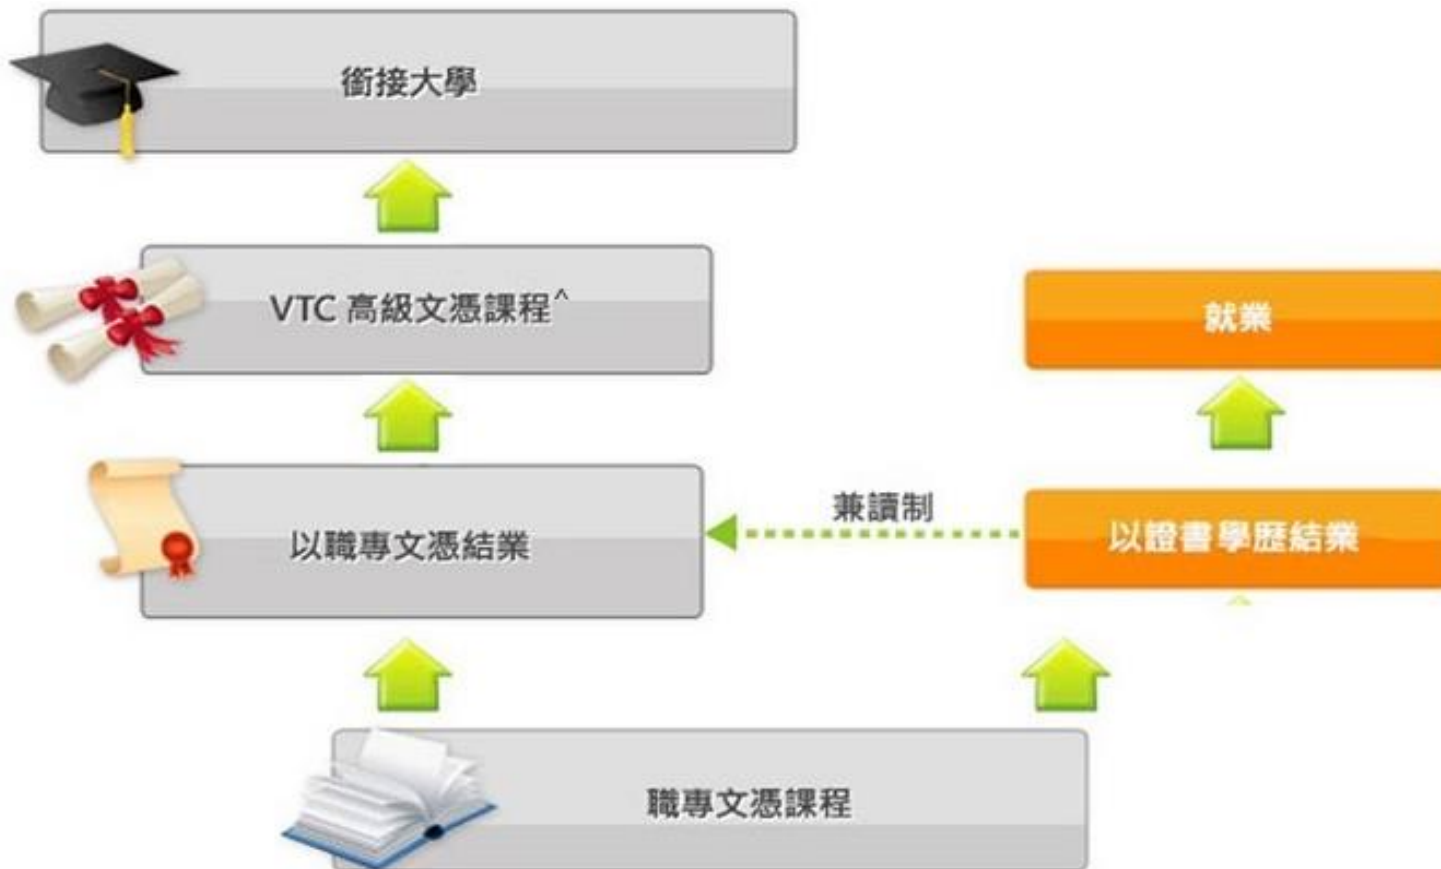 銜接大學
VTC 高級文憑課程^
就業
以職專文憑結業
兼讀制
以證書學歷結業
職專文憑課程